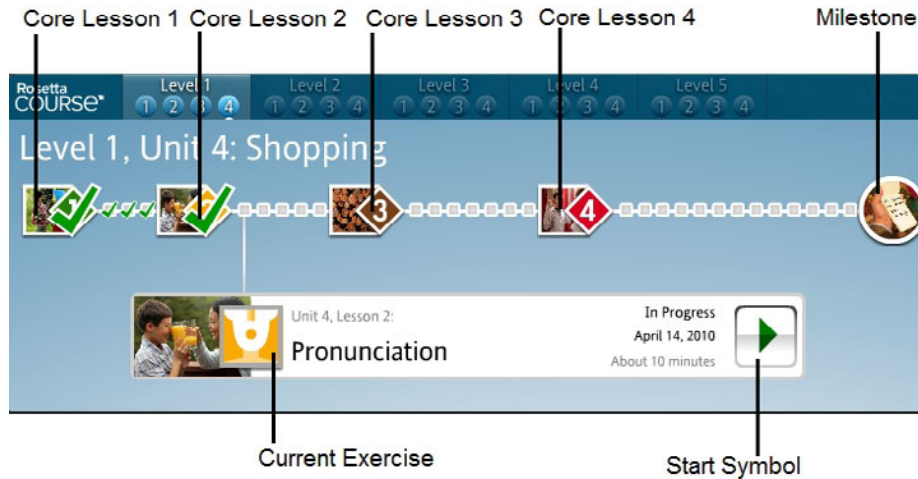 Core Lesson 1 Core Lesson 2 Core Lesson 3 Core Lesson 4 Milestone
Rosetta
COURSE
Level 1 Level 2 Level 3 Level 4 Level 5
1 2 3 4 1 2 3 4 1 2 3 4 1 2 3 4 1 2 3 4
Level 1, Unit 4: Shopping
3 4
Unit 4, Lesson 2:
Pronunciation
In Progress
April 14, 2010
About 10 minutes
Current Exercise
Start Symbol